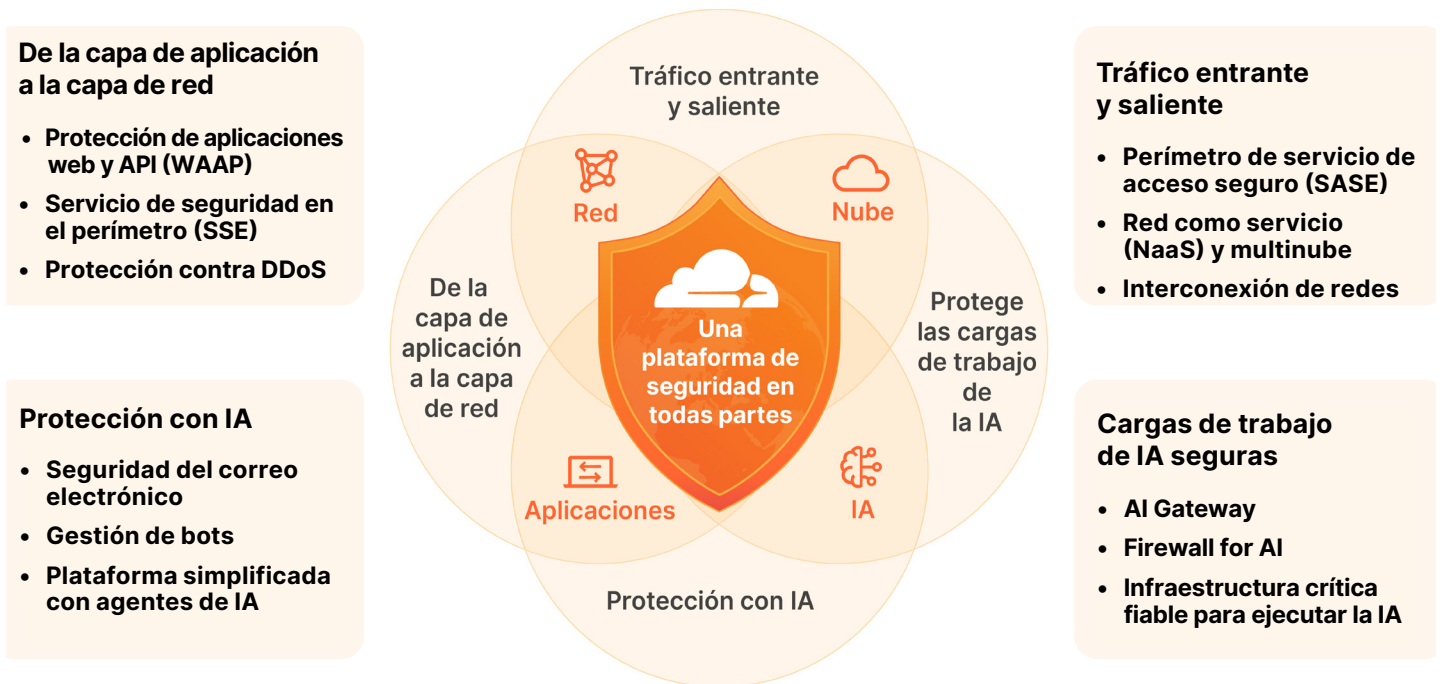 De la capa de aplicación
a la capa de red
• Protección de aplicaciones
web y API (WAAP)
• Servicio de seguridad en
el perímetro (SSE)
• Protección contra DDoS
Protección con IA
• Seguridad del correo
electrónico
• Gestión de bots
• Plataforma simplificada
con agentes de IA
Tráfico entrante
y saliente
Red
Nube
De la
capa de
aplicación
a la capa
de red
Una
plataforma de
seguridad en
todas partes
Protege
las cargas
de trabajo
de
la IA
Aplicaciones
IA
Protección con IA
Tráfico entrante
y saliente
• Perímetro de servicio de
acceso seguro (SASE)
• Red como servicio
(NaaS) y multinube
• Interconexión de redes
Cargas de trabajo
de IA seguras
• AI Gateway
• Firewall for AI
• Infraestructura crítica
fiable para ejecutar la IA